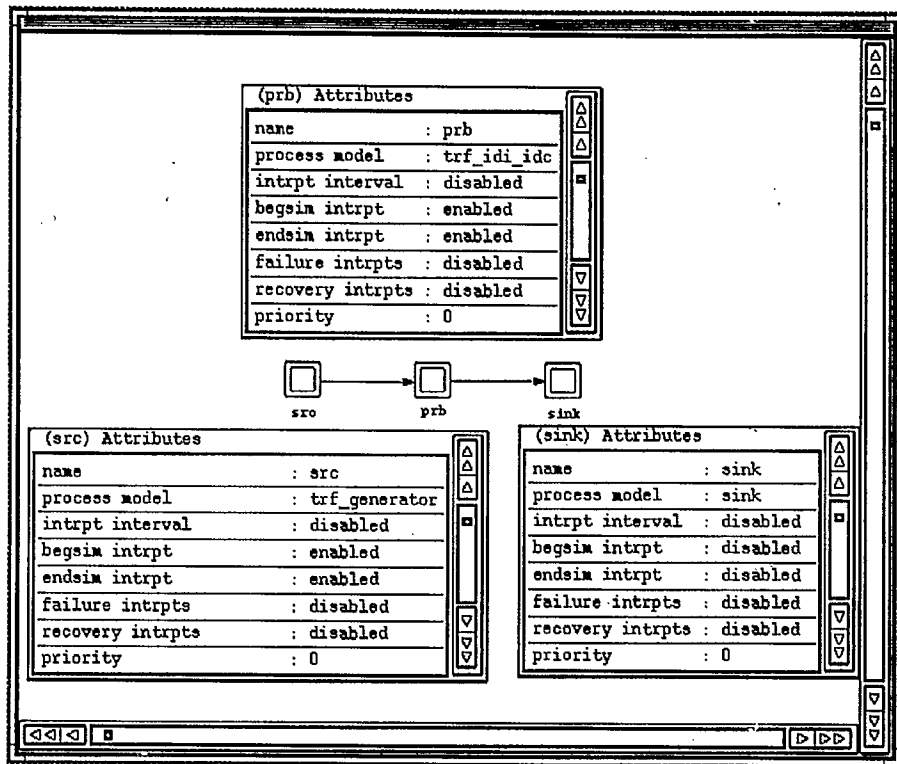 (prb) Attributes
name : prb
process model : trf_idi_idc
intrpt interval : disabled
begsim intrpt : enabled
endsim intrpt : enabled
failure intrpts : disabled
recovery intrpts : disabled
priority : 0
src prb sink
(src) Attributes
name : src
process model : trf_generator
intrpt interval : disabled
begsim intrpt : enabled
endsim intrpt : enabled
failure intrpts : disabled
recovery intrpts : disabled
priority : 0
(sink) Attributes
name : sink
process model : sink
intrpt interval : disabled
begsim intrpt : disabled
endsim intrpt : disabled
failure intrpts : disabled
recovery intrpts : disabled
priority : 0